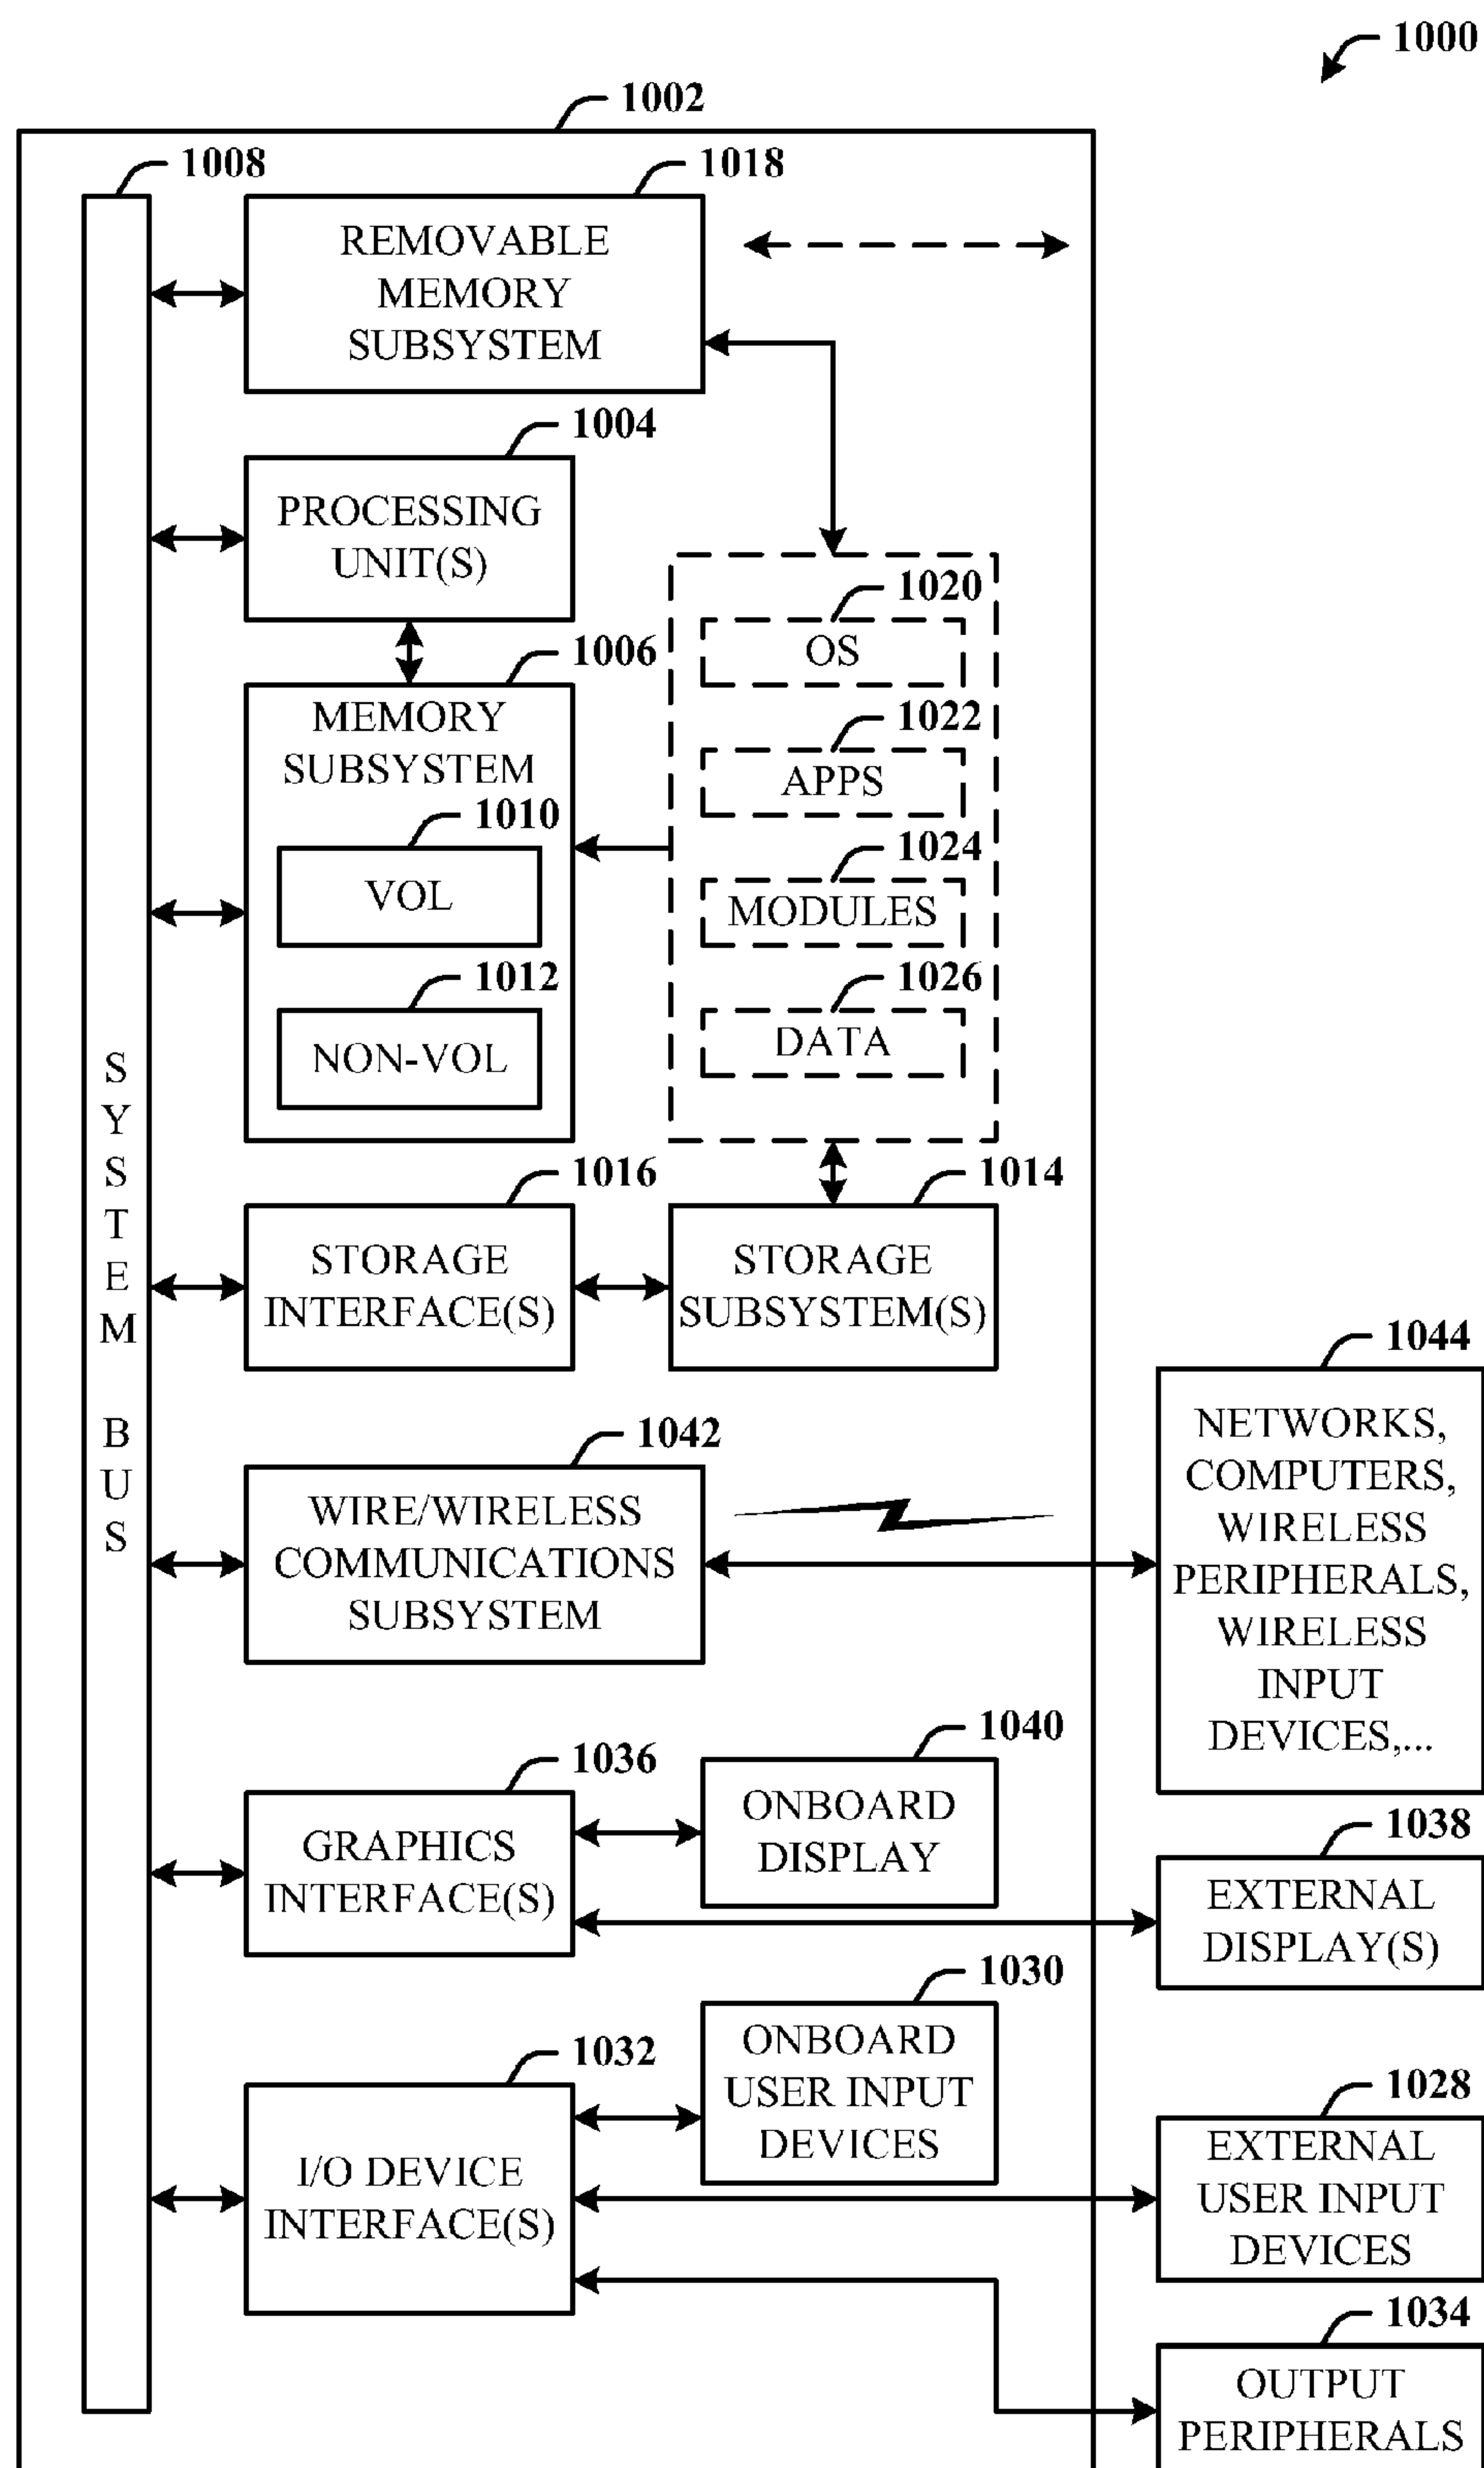 1000
1002
1008
1018
REMOVABLE
MEMORY
SUBSYSTEM
1004
PROCESSING
UNIT(S)
1020
OS
1006
MEMORY
SUBSYSTEM
1022
APPS
1010
VOL
1024
MODULES
1012
NON-VOL
1026
DATA
SYSTEM BUS
1016
STORAGE
INTERFACE(S)
1014
STORAGE
SUBSYSTEM(S)
1044
NETWORKS,
COMPUTERS,
WIRELESS
PERIPHERALS,
WIRELESS
INPUT
DEVICES,...
1042
WIRE/WIRELESS
COMMUNICATIONS
SUBSYSTEM
1040
ONBOARD
DISPLAY
1036
GRAPHICS
INTERFACE(S)
1038
EXTERNAL
DISPLAY(S)
1030
ONBOARD
USER INPUT
DEVICES
1032
I/O DEVICE
INTERFACE(S)
1028
EXTERNAL
USER INPUT
DEVICES
1034
OUTPUT
PERIPHERALS